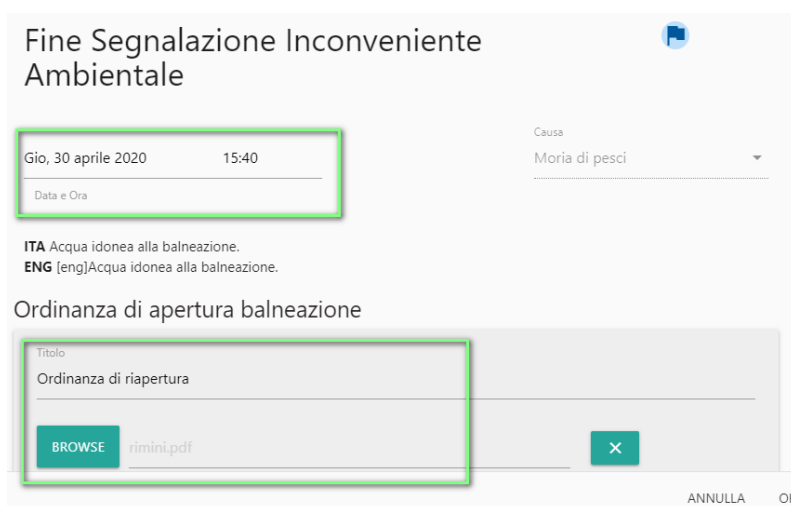 Fine Segnalazione Inconveniente
Ambientale
Causa
Gio, 30 aprile 2020 15:40
Moria di pesci
Data e Ora
ITA Acqua idonea alla balneazione.
ENG [eng]Acqua idonea alla balneazione.
Ordinanza di apertura balneazione
Titolo
Ordinanza di riapertura
BROWSE rimini.pdf
ANNULLA